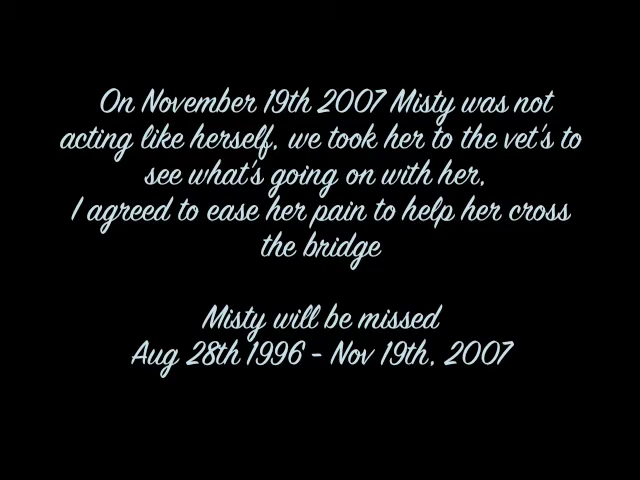 On November 19th 2007 Misty was not
acting like herself, we took her to the vet's to
see what's going on with her,
I agreed to ease her pain to help her cross
the bridge
Misty will be missed
Aug 28th 1996 - Nov 19th, 2007